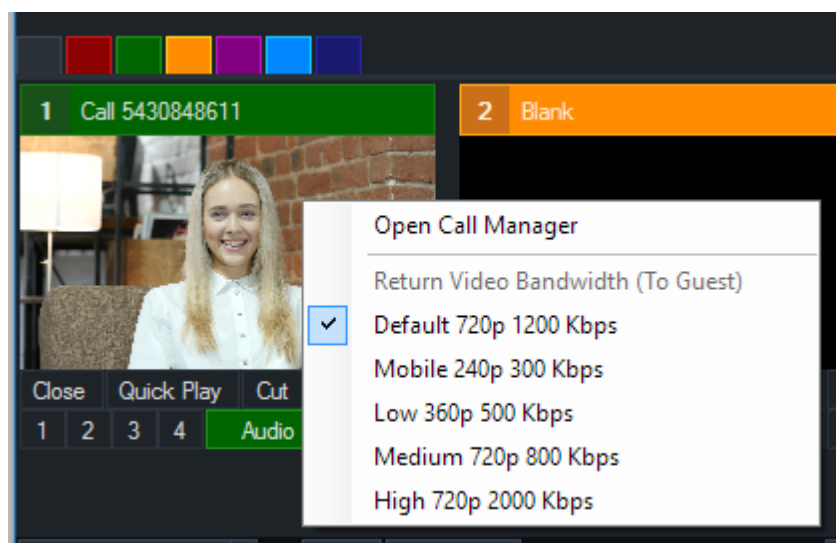 1 Call 5430848611
2 Blank
Open Call Manager
Return Video Bandwidth (To Guest)
Default 720p 1200 Kbps
Mobile 240p 300 Kbps
Low 360p 500 Kbps
Medium 720p 800 Kbps
High 720p 2000 Kbps
Close Quick Play Cut
1 2 3 4 Audio